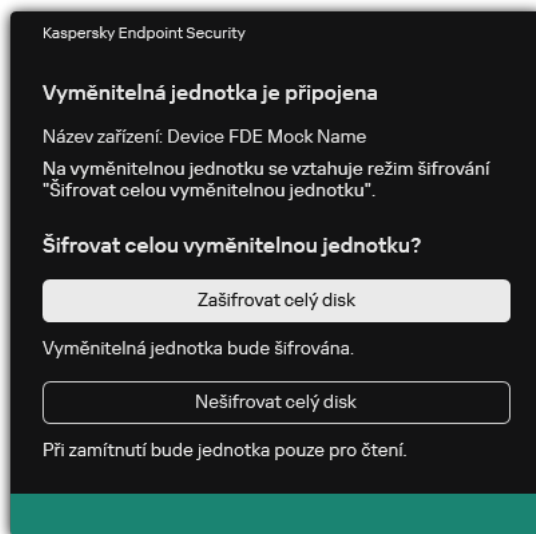 Kaspersky Endpoint Security
Vyměnitelná jednotka je připojena
Název zařízení: Device FDE Mock Name
Na vyměnitelnou jednotku se vztahuje režim šifrování
"Šifrovat celou vyměnitelnou jednotku".
Šifrovat celou vyměnitelnou jednotku?
Zašifrovat celý disk
Vyměnitelná jednotka bude šifrována.
Nešifrovat celý disk
Při zamítnutí bude jednotka pouze pro čtení.